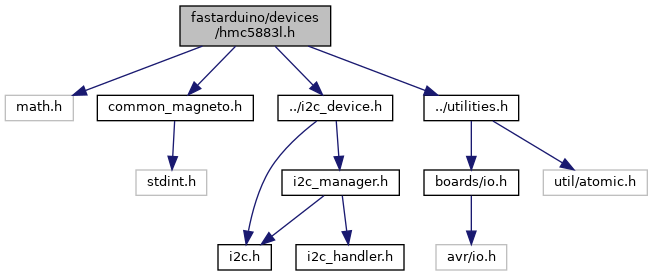 fastarduino/devices
/hmc5883l.h
math.h
common_magneto.h
../i2c_device.h
../utilities.h
stdint.h
i2c_manager.h
boards/io.h
util/atomic.h
i2c.h
i2c_handler.h
avr/io.h